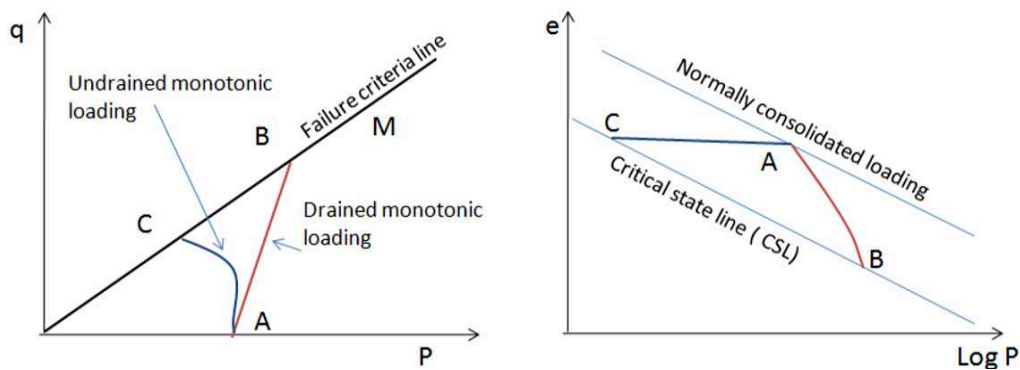 q
Undrained monotonic
loading
B
Failure criteria line
M
C
Drained monotonic
loading
A
P
e
Normally consolidated loading
C
A
Critical state line ( CSL)
B
Log P